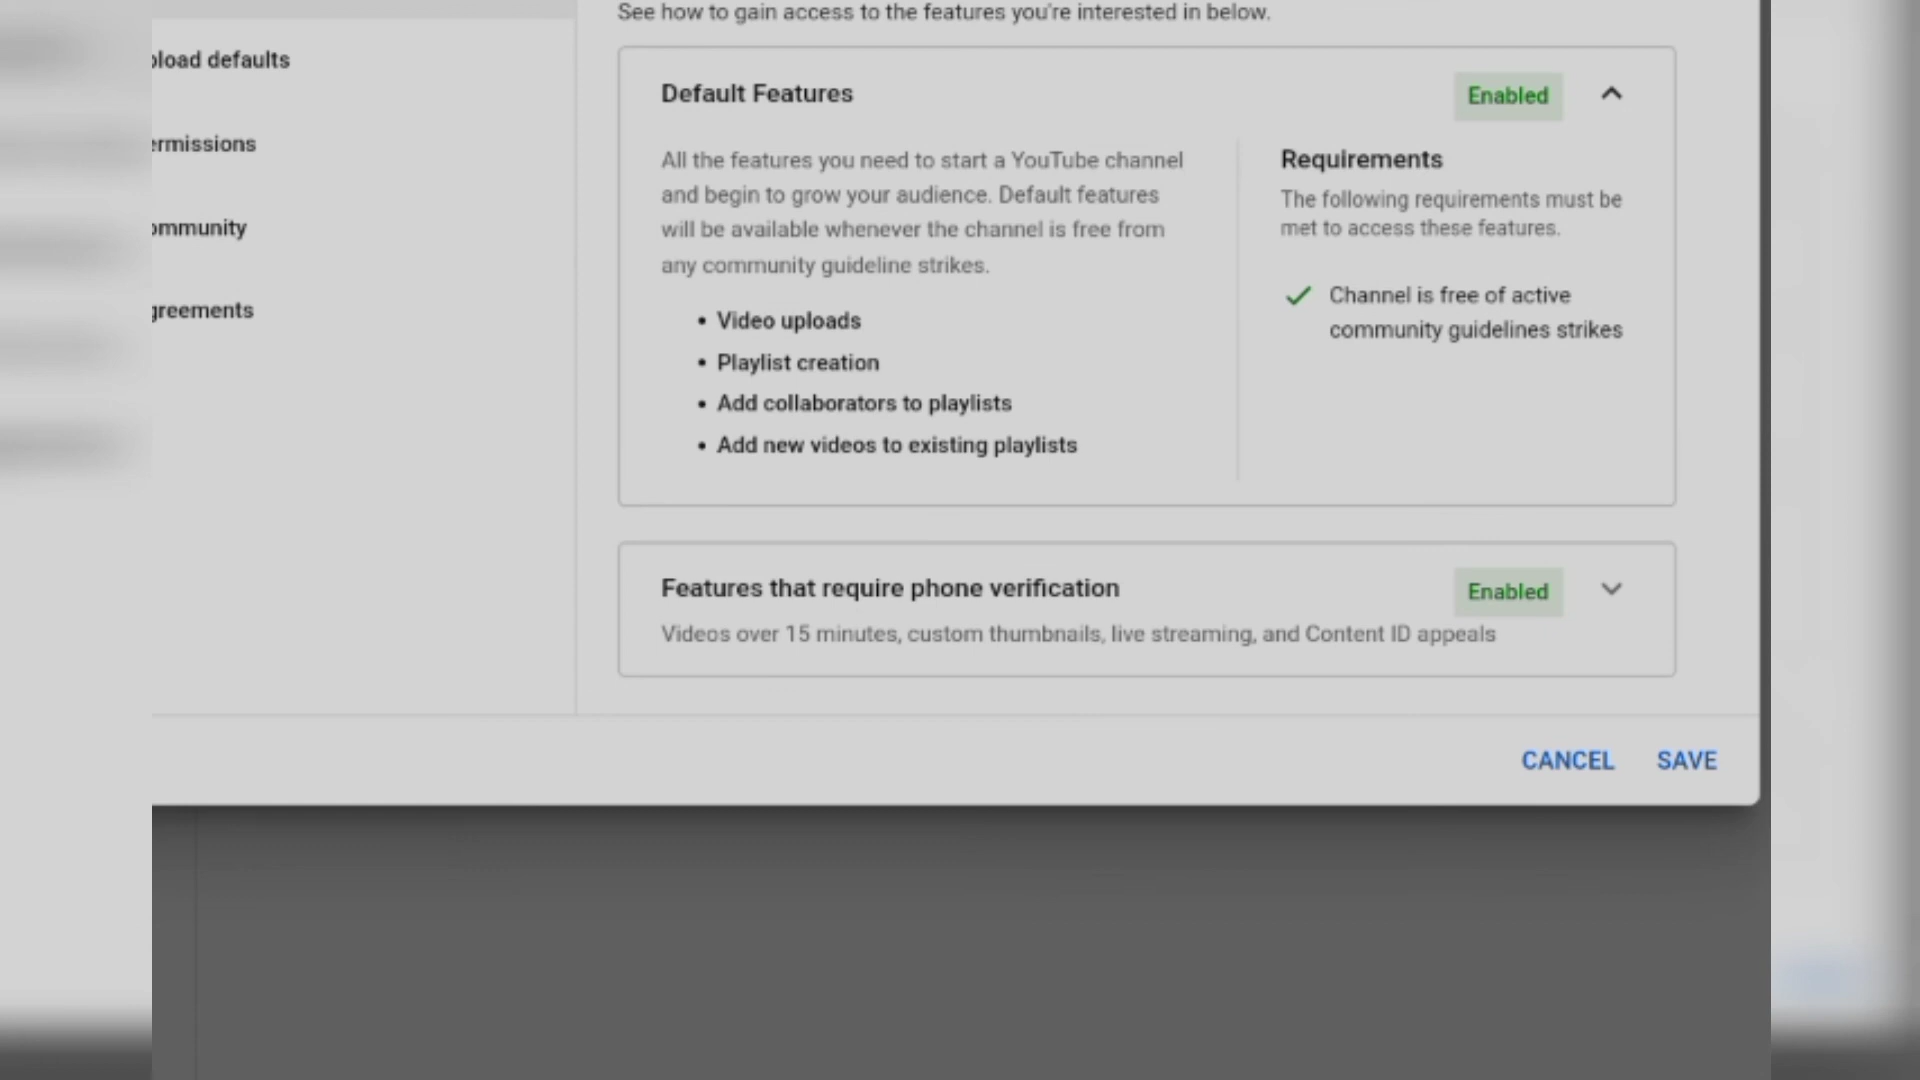 See how to gain access to the features you're interested in below.
pload defaults
ermissions
ommunity
greements
Default Features
Enabled
All the features you need to start a YouTube channel
and begin to grow your audience. Default features
will be available whenever the channel is free from
any community guideline strikes.
• Video uploads
• Playlist creation
• Add collaborators to playlists
• Add new videos to existing playlists
Requirements
The following requirements must be
met to access these features.
Channel is free of active
community guidelines strikes
Features that require phone verification
Enabled
Videos over 15 minutes, custom thumbnails, live streaming, and Content ID appeals
CANCEL
SAVE